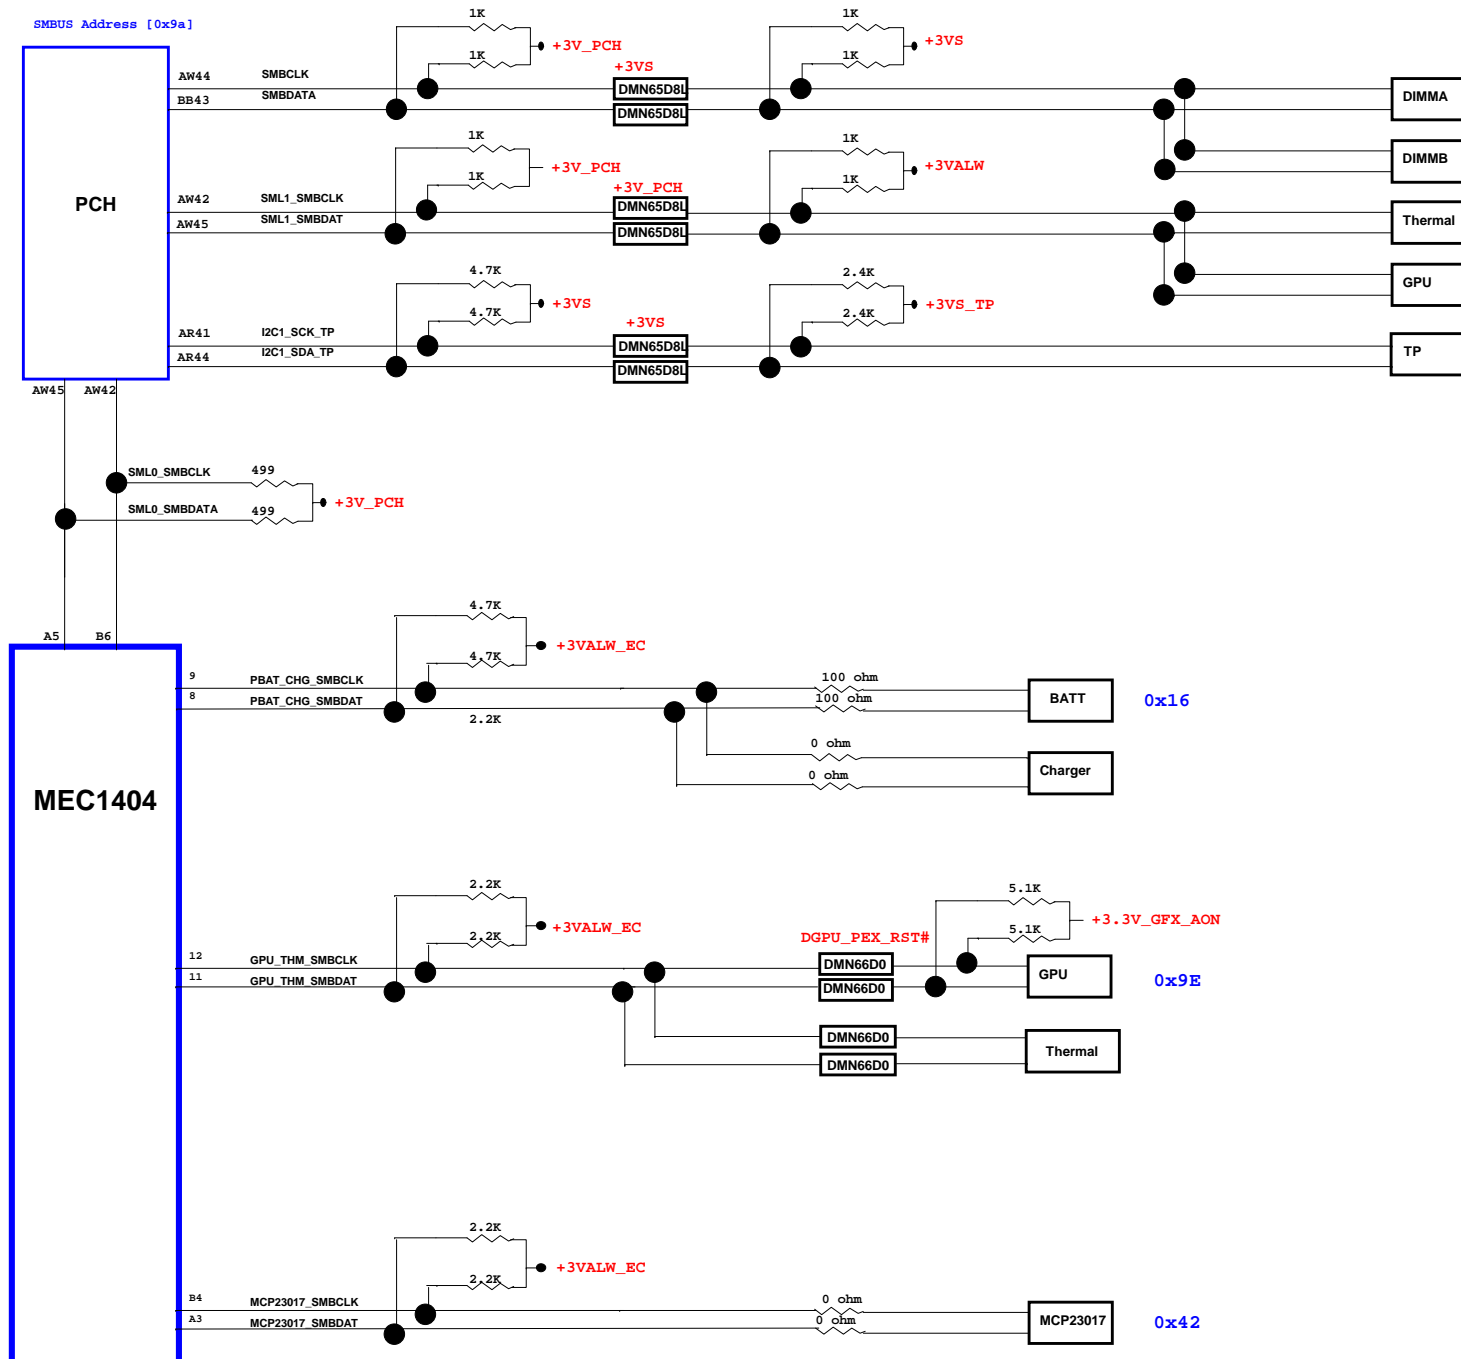 SMBUS Address [0x9a]
PCH
AW44 SMBCLK
BB43 SMBDATA
1K
1K
+3V_PCH
+3VS
DMN65D8L
DMN65D8L
1K
1K
+3VS
DIMMA
DIMMB
AW42 SML1_SMBCLK
AW45 SML1_SMBDAT
1K
1K
+3V_PCH
+3V_PCH
DMN65D8L
DMN65D8L
1K
1K
+3VALW
Thermal
GPU
AR41 I2C1_SCK_TP
AR44 I2C1_SDA_TP
4.7K
4.7K
+3VS
+3VS
DMN65D8L
DMN65D8L
2.4K
2.4K
+3VS_TP
TP
AW45 AW42
SML0_SMBCLK 499
SML0_SMBDATA 499
+3V_PCH
A5 B6
MEC1404
9 PBAT_CHG_SMBCLK
8 PBAT_CHG_SMBDAT
4.7K
4.7K
+3VALW_EC
2.2K
100 ohm
100 ohm
BATT 0x16
0 ohm
0 ohm
Charger
12 GPU_THM_SMBCLK
11 GPU_THM_SMBDAT
2.2K
2.2K
+3VALW_EC
DGPU_PEX_RST#
DMN66D0
DMN66D0
5.1K
5.1K
+3.3V_GFX_AON
GPU 0x9E
DMN66D0
DMN66D0
Thermal
B4 MCP23017_SMBCLK
A3 MCP23017_SMBDAT
2.2K
2.2K
+3VALW_EC
0 ohm
0 ohm
MCP23017 0x42